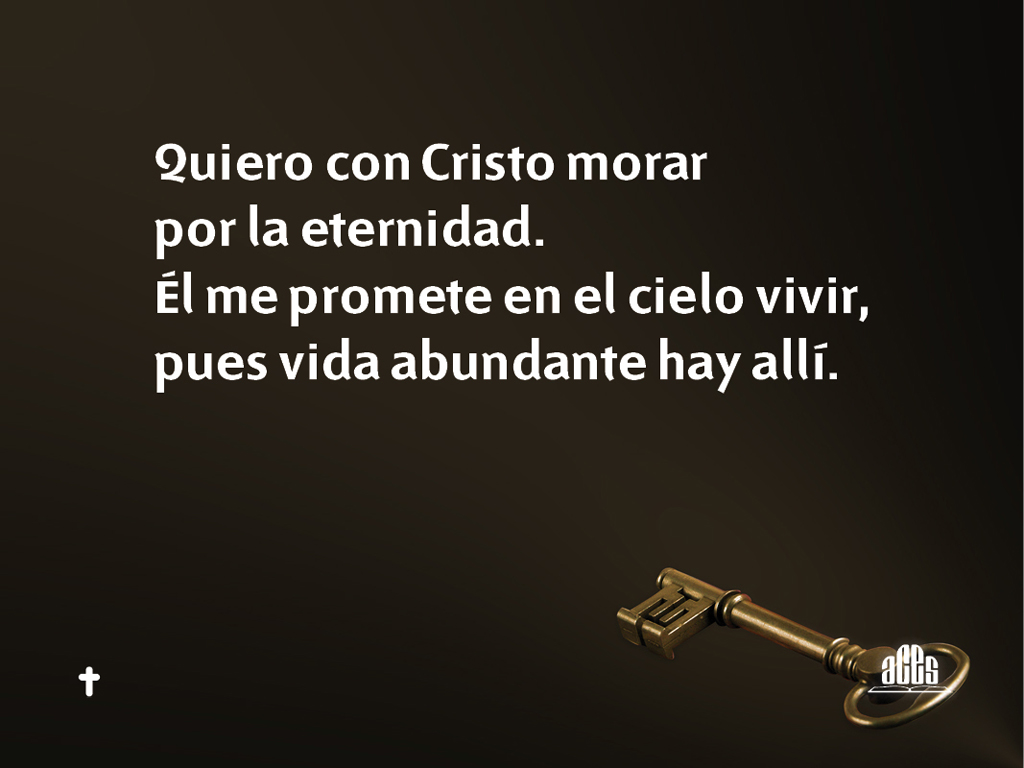 Quiero con Cristo morar
por la eternidad.
Él me promete en el cielo vivir,
pues vida abundante hay allí.
aces